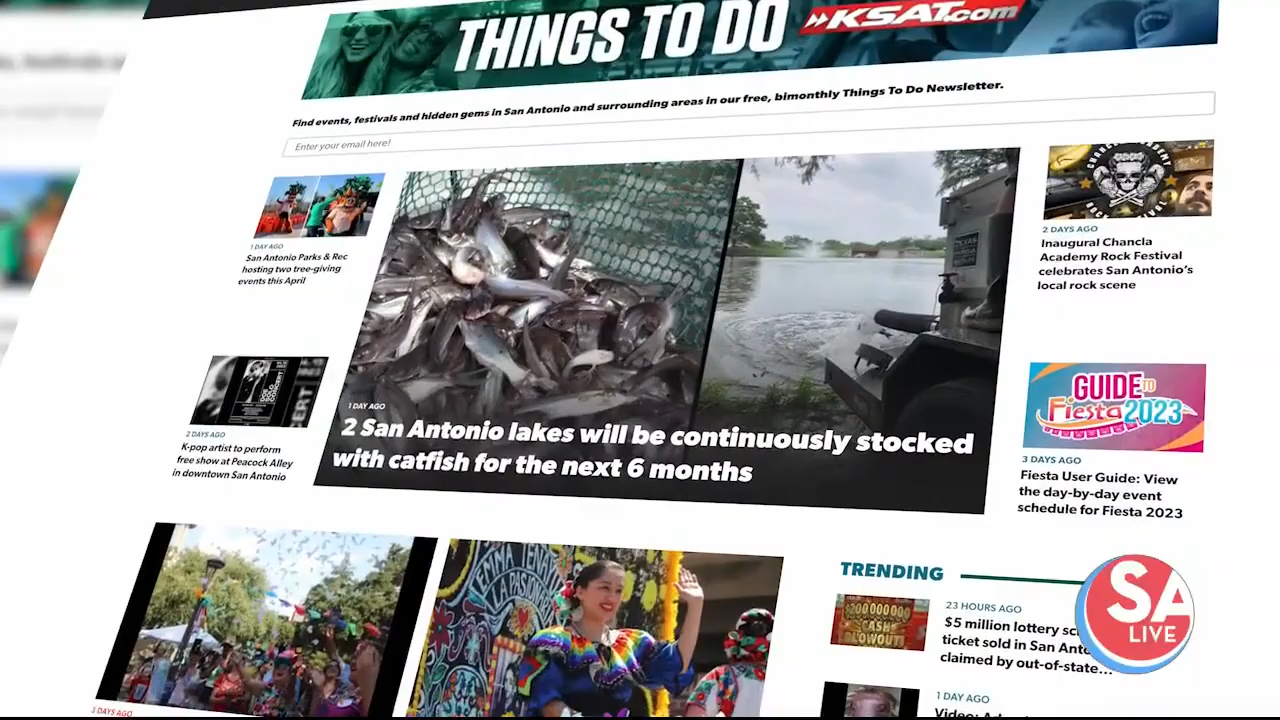 THINGS TO DO
KSAT.com
Find events, festivals and hidden gems in San Antonio and surrounding areas in our free, bimonthly Things To Do Newsletter.
Enter your email here!
1 DAY AGO
San Antonio Parks & Rec
hosting two tree-giving
events this April
2 DAYS AGO
K-pop artist to perform
free show at Peacock Alley
in downtown San Antonio
1 DAY AGO
2 San Antonio lakes will be continuously stocked
with catfish for the next 6 months
2 DAYS AGO
Inaugural Chancla
Academy Rock Festival
celebrates San Antonio's
local rock scene
GUIDE TO
Fiesta 2023
3 DAYS AGO
Fiesta User Guide: View
the day-by-day event
schedule for Fiesta 2023
3 DAYS AGO
TRENDING
$200000000
CASH
BLOWOUT
23 HOURS AGO
$5 million lottery
ticket sold in San
claimed by out-of-state...
1 DAY AGO
Video:
SA
LIVE